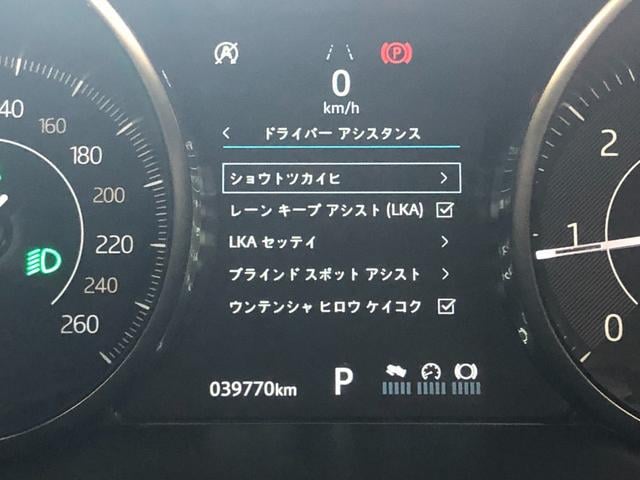 0
km/h
ドライバー アシスタンス
ショウトツカイヒ
レーン キープ アシスト (LKA)
LKA セッティ
ブラインド スポット アシスト
ウンテンシャ ヒロウ ケイコク
039770km
P
160
180
200
220
240
260
2
1
0